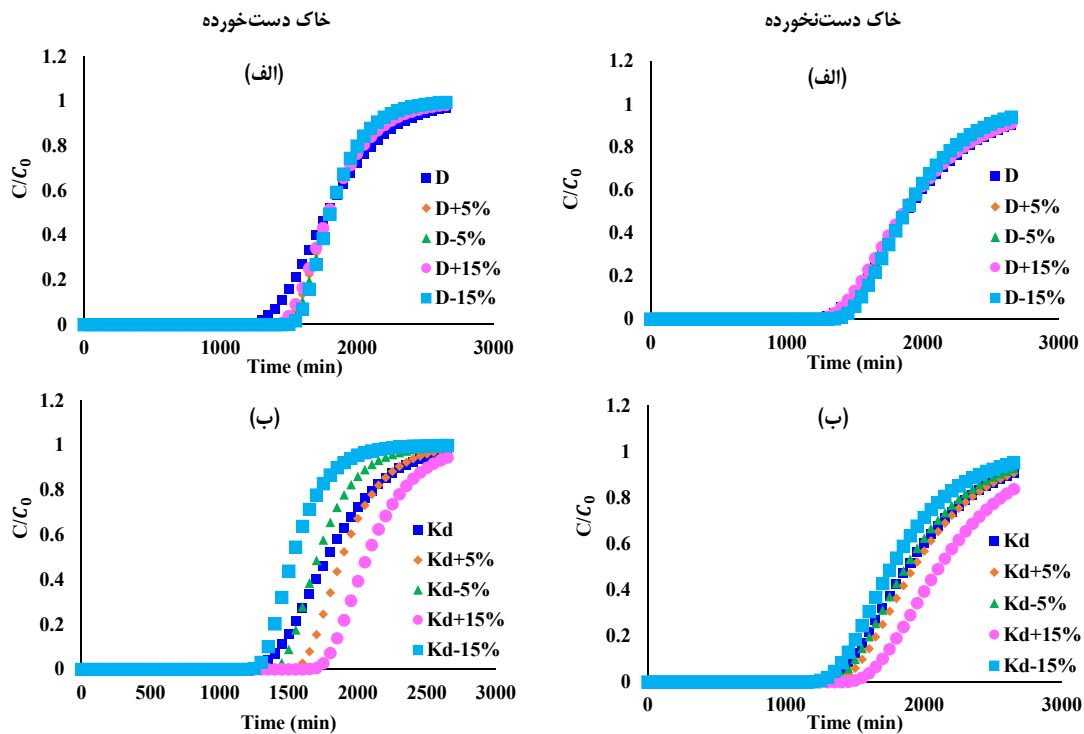 خاک دست‌خورده
خاک دست‌نخورده
(الف)
1.2
1
0.8
0.6
0.4
0.2
0
C/C₀
D
D+5%
D-5%
D+15%
D-15%
0 1000 2000 3000
Time (min)
(الف)
1.2
1
0.8
0.6
0.4
0.2
0
C/C₀
D
D+5%
D-5%
D+15%
D-15%
0 1000 2000 3000
Time (min)
(ب)
1.2
1
0.8
0.6
0.4
0.2
0
C/C₀
Kd
Kd+5%
Kd-5%
Kd+15%
Kd-15%
0 500 1000 1500 2000 2500 3000
Time (min)
(ب)
1.2
1
0.8
0.6
0.4
0.2
0
C/C₀
Kd
Kd+5%
Kd-5%
Kd+15%
Kd-15%
0 1000 2000 3000
Time (min)